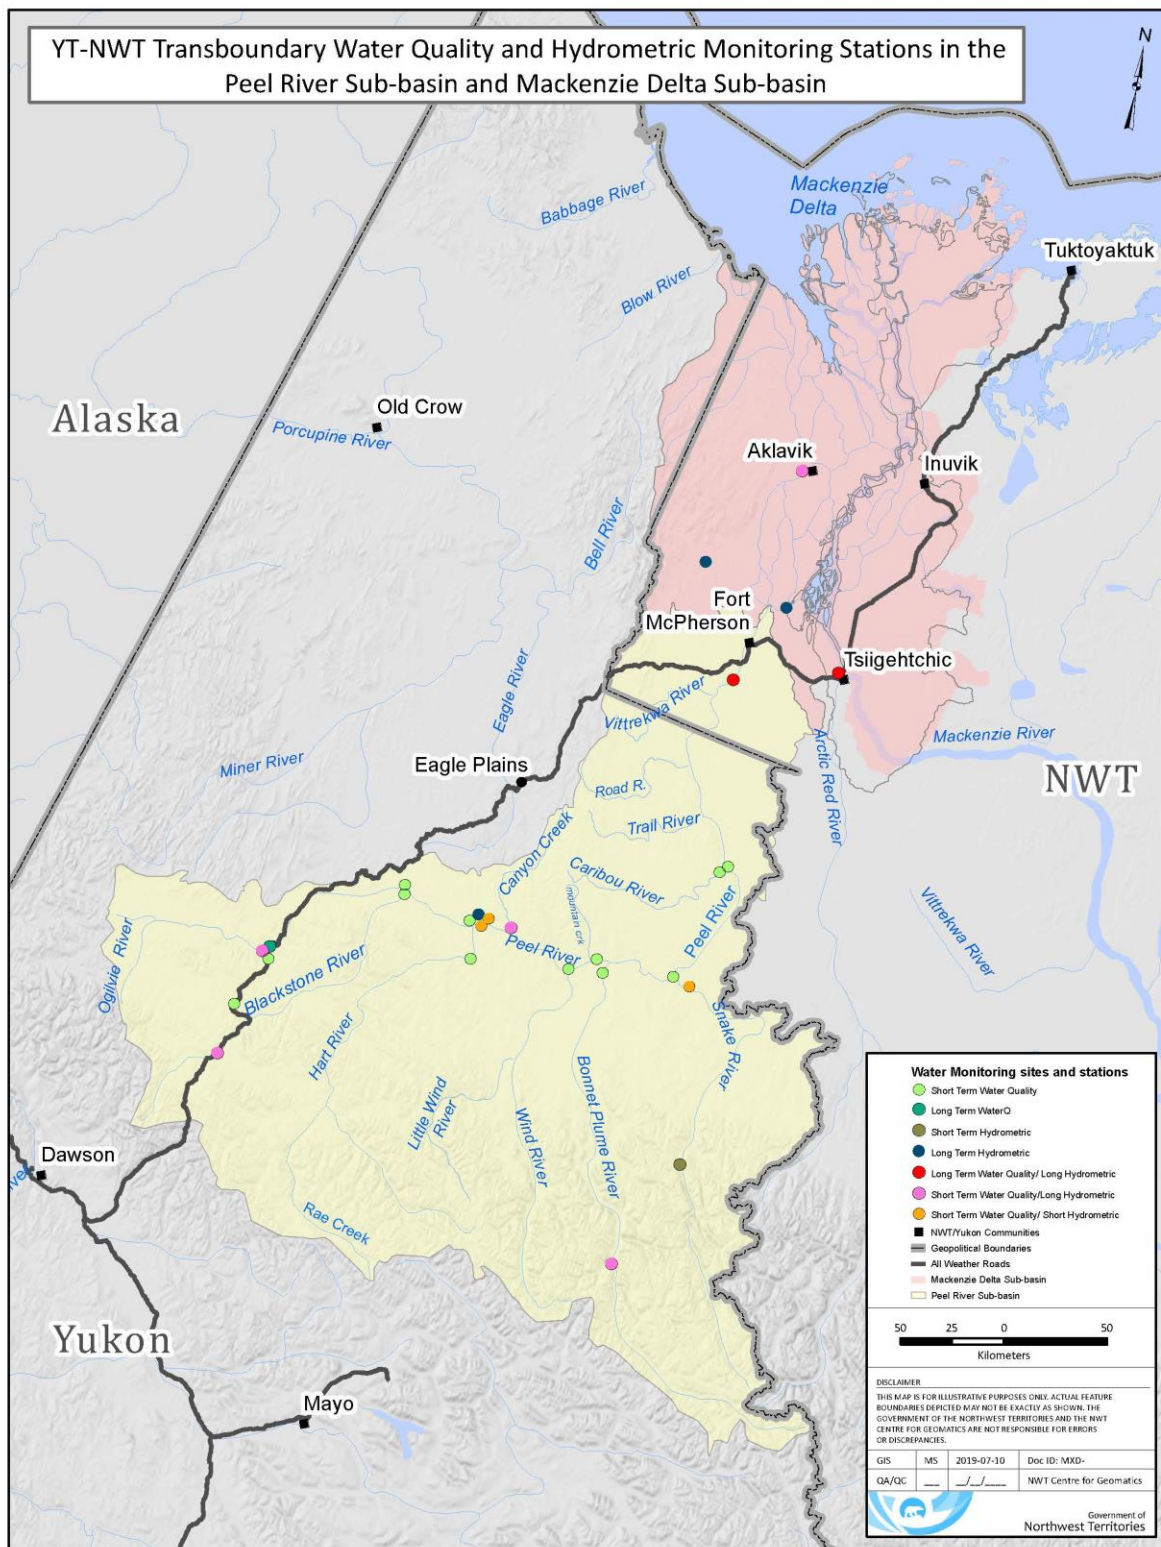 YT-NWT Transboundary Water Quality and Hydrometric Monitoring Stations in the
Peel River Sub-basin and Mackenzie Delta Sub-basin
N
Mackenzie
Delta
Babbage River
Tuktoyaktuk
Blow River
Alaska
Old Crow
Porcupine River
Aklavik
Inuvik
Bell River
Fort
McPherson
Tsiigehtchic
Eagle River
Vittrekwa River
Arctic Red River
Mackenzie River
Miner River
Eagle Plains
NWT
Road R.
Trail River
Canyon Creek
Caribou River
mountain crk
Peel River
Vittrekwa River
Ogilvie River
Blackstone River
Peel River
Hart River
Snake River
Little Wind
River
Wind River
Bonnet Plume River
Dawson
iver
Rae Creek
Yukon
Mayo
Water Monitoring sites and stations
Short Term Water Quality
Long Term WaterQ
Short Term Hydrometric
Long Term Hydrometric
Long Term Water Quality/ Long Hydrometric
Short Term Water Quality/Long Hydrometric
Short Term Water Quality/ Short Hydrometric
NWT/Yukon Communities
Geopolitical Boundaries
All Weather Roads
Mackenzie Delta Sub-basin
Peel River Sub-basin
50 25 0 50
Kilometers
DISCLAIMER
THIS MAP IS FOR ILLUSTRATIVE PURPOSES ONLY. ACTUAL FEATURE
BOUNDARIES DEPICTED MAY NOT BE EXACTLY AS SHOWN. THE
GOVERNMENT OF THE NORTHWEST TERRITORIES AND THE NWT
CENTRE FOR GEOMATICS ARE NOT RESPONSIBLE FOR ERRORS
OR DISCREPANCIES.
GIS MS 2019-07-10 Doc ID: MXD-
QA/QC ___ __/__/____ NWT Centre for Geomatics
Government of
Northwest Territories